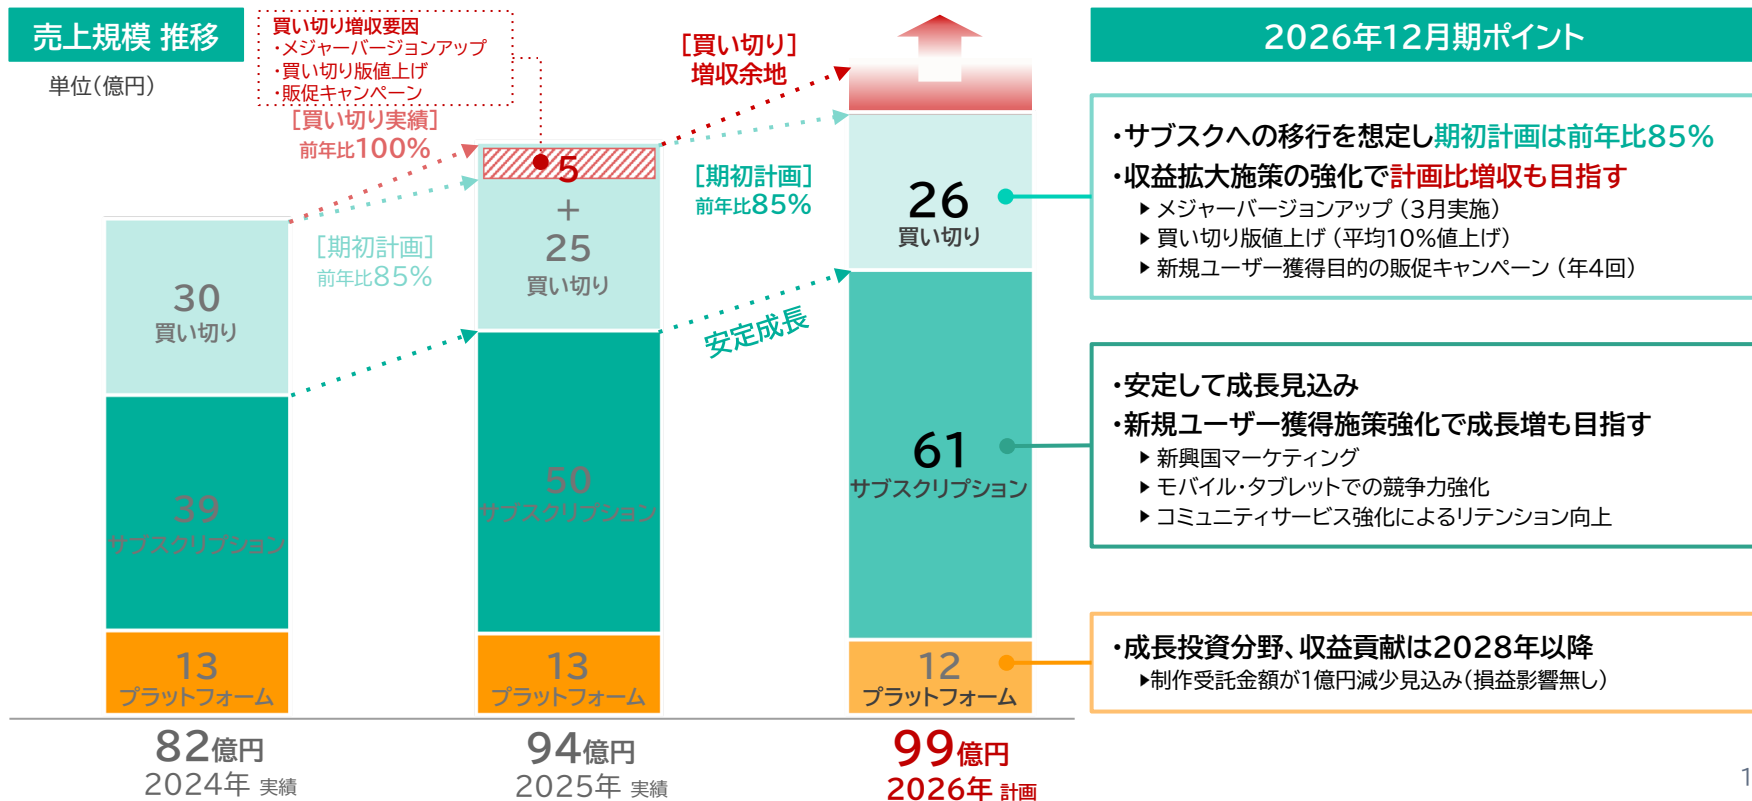 売上規模 推移
単位(億円)
買い切り増収要因
・メジャーバージョンアップ
・買い切り版値上げ
・販促キャンペーン
[買い切り実績]
前年比100%
[期初計画]
前年比85%
[買い切り]
増収余地
[期初計画]
前年比85%
安定成長
30
買い切り
39
サブスクリプション
13
プラットフォーム
82億円
2024年 実績
5
+
25
買い切り
50
サブスクリプション
13
プラットフォーム
94億円
2025年 実績
26
買い切り
61
サブスクリプション
12
プラットフォーム
99億円
2026年 計画
2026年12月期ポイント
・サブスクへの移行を想定し期初計画は前年比85%
・収益拡大施策の強化で計画比増収も目指す
▶ メジャーバージョンアップ (3月実施)
▶ 買い切り版値上げ (平均10%値上げ)
▶ 新規ユーザー獲得目的の販促キャンペーン (年4回)
・安定して成長見込み
・新規ユーザー獲得施策強化で成長増も目指す
▶ 新興国マーケティング
▶ モバイル・タブレットでの競争力強化
▶ コミュニティサービス強化によるリテンション向上
・成長投資分野、収益貢献は2028年以降
▶制作受託金額が1億円減少見込み(損益影響無し)
1